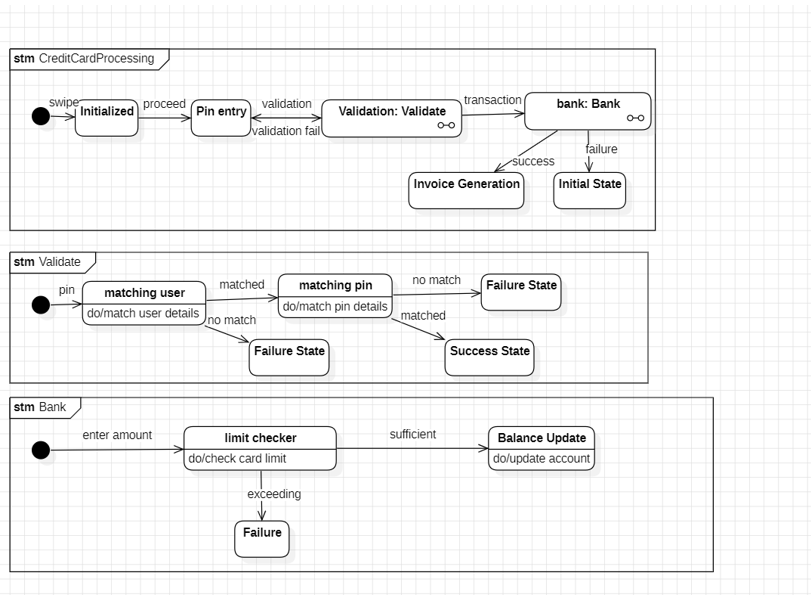 stm CreditCardProcessing
swipe
Initialized
proceed
Pin entry
validation
validation fail
Validation: Validate
transaction
bank: Bank
success
failure
Invoice Generation
Initial State
stm Validate
pin
matching user
do/match user details
matched
no match
matching pin
do/match pin details
no match
matched
Failure State
Failure State
Success State
stm Bank
enter amount
limit checker
do/check card limit
sufficient
Balance Update
do/update account
exceeding
Failure